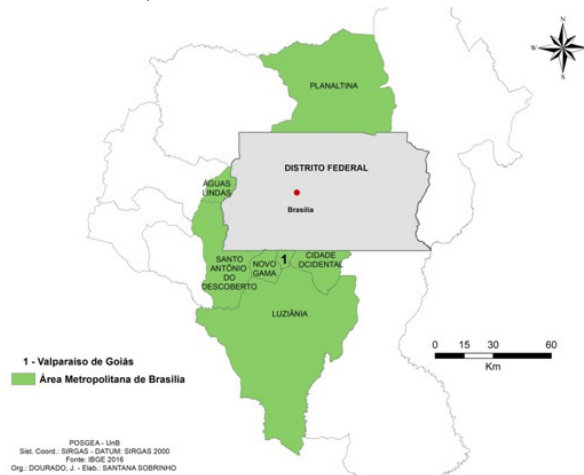 N
W E
S
PLANALTINA
DISTRITO FEDERAL
ÁGUAS
LINDAS
Brasilia
SANTO
ANTÔNIO
DO
DESCOBERTO
NOVO
GAMA
1
CIDADE
OCIDENTAL
LUZIÂNIA
0 15 30 60
Km
1 - Valparaiso de Goiás
Área Metropolitana de Brasilia
POSGEA - UnB
Sist. Coord.: SIRGAS - DATUM: SIRGAS 2000
Fonte: IBGE 2016
Org.: DOURADO, J. - Elab.: SANTANA SOBRINHO